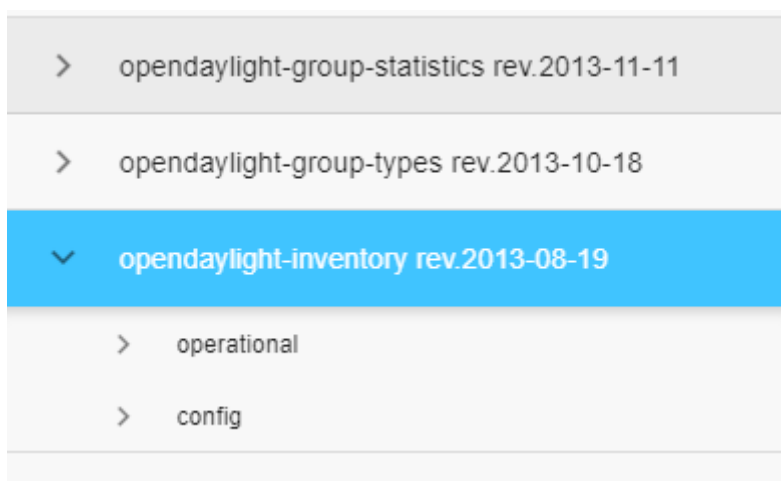 opendaylight-group-statistics rev.2013-11-11
opendaylight-group-types rev.2013-10-18
opendaylight-inventory rev.2013-08-19
operational
config